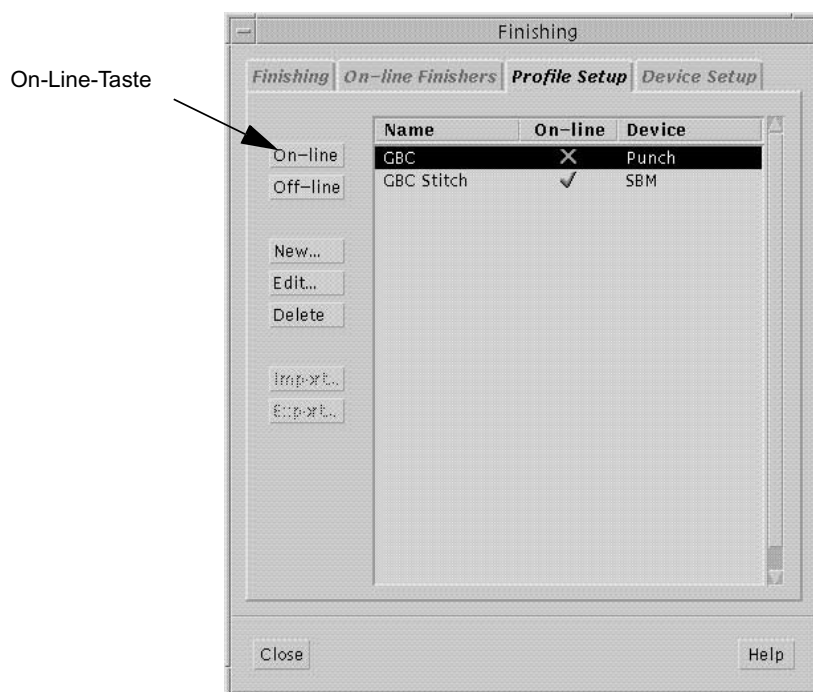 Finishing
Finishing On-line Finishers Profile Setup Device Setup
On-Line-Taste
Name On-line Device
On-line
GBC Punch
Off-line
GBC Stitch SBM
New...
Edit...
Delete
Import...
Export...
Close Help